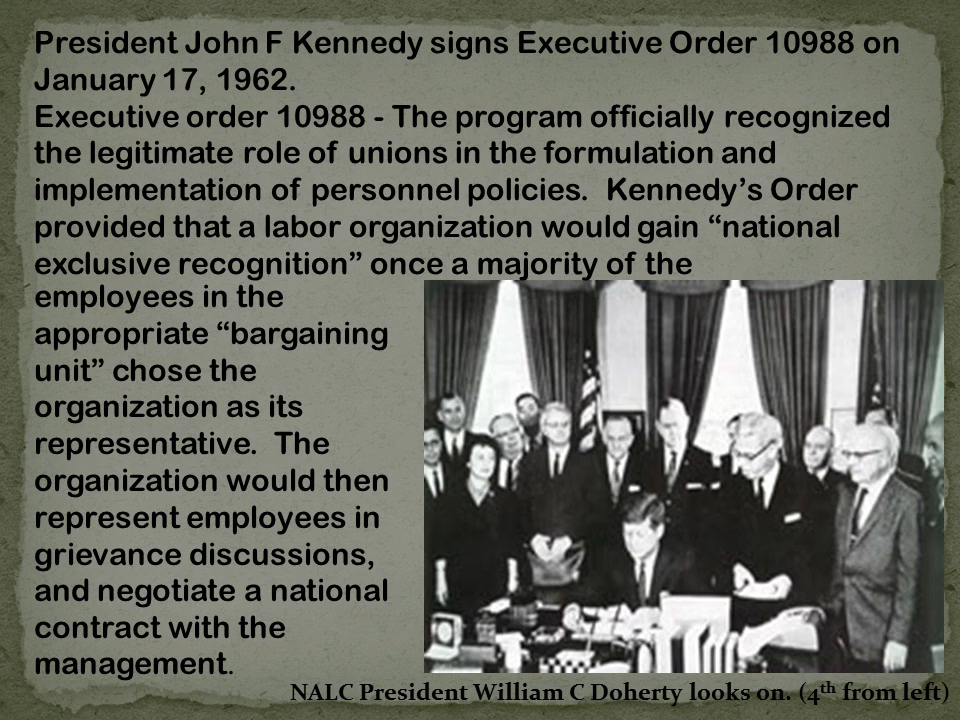 President John F Kennedy signs Executive Order 10988 on
January 17, 1962.
Executive order 10988 - The program officially recognized
the legitimate role of unions in the formulation and
implementation of personnel policies. Kennedy’s Order
provided that a labor organization would gain “national
exclusive recognition” once a majority of the
employees in the
appropriate “bargaining
unit” chose the
organization as its
representative. The
organization would then
represent employees in
grievance discussions,
and negotiate a national
contract with the
management.
NALC President William C Doherty looks on. (4th from left)